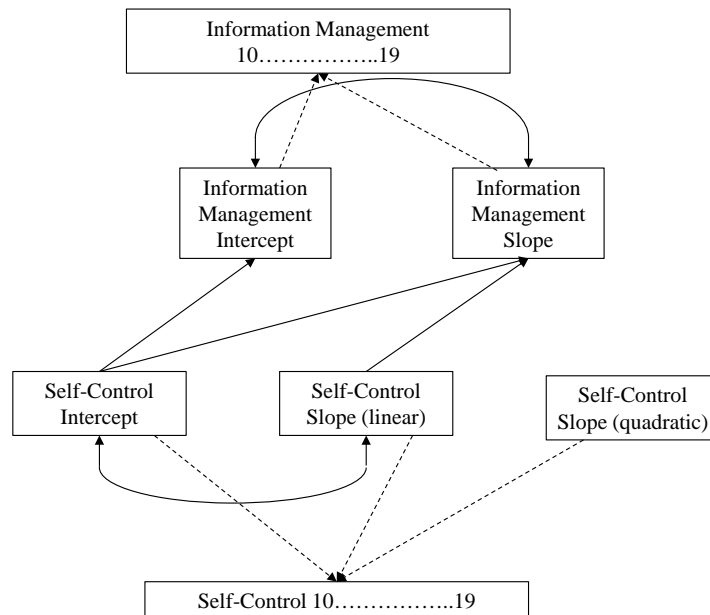 Information Management
10……………..19
Information
Management
Intercept
Information
Management
Slope
Self-Control
Intercept
Self-Control
Slope (linear)
Self-Control
Slope (quadratic)
Self-Control 10……………..19